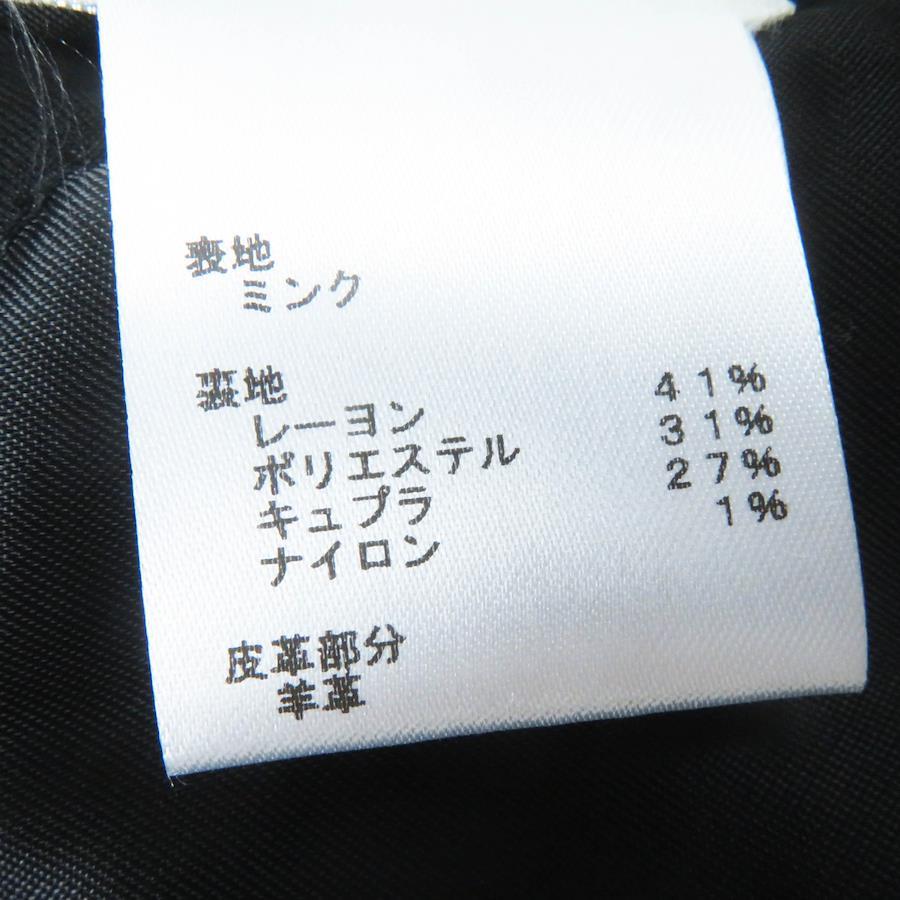 表地
ミンク
裏地
レーヨン 41%
ポリエステル 31%
キュプラ 27%
ナイロン 1%
皮革部分
羊革